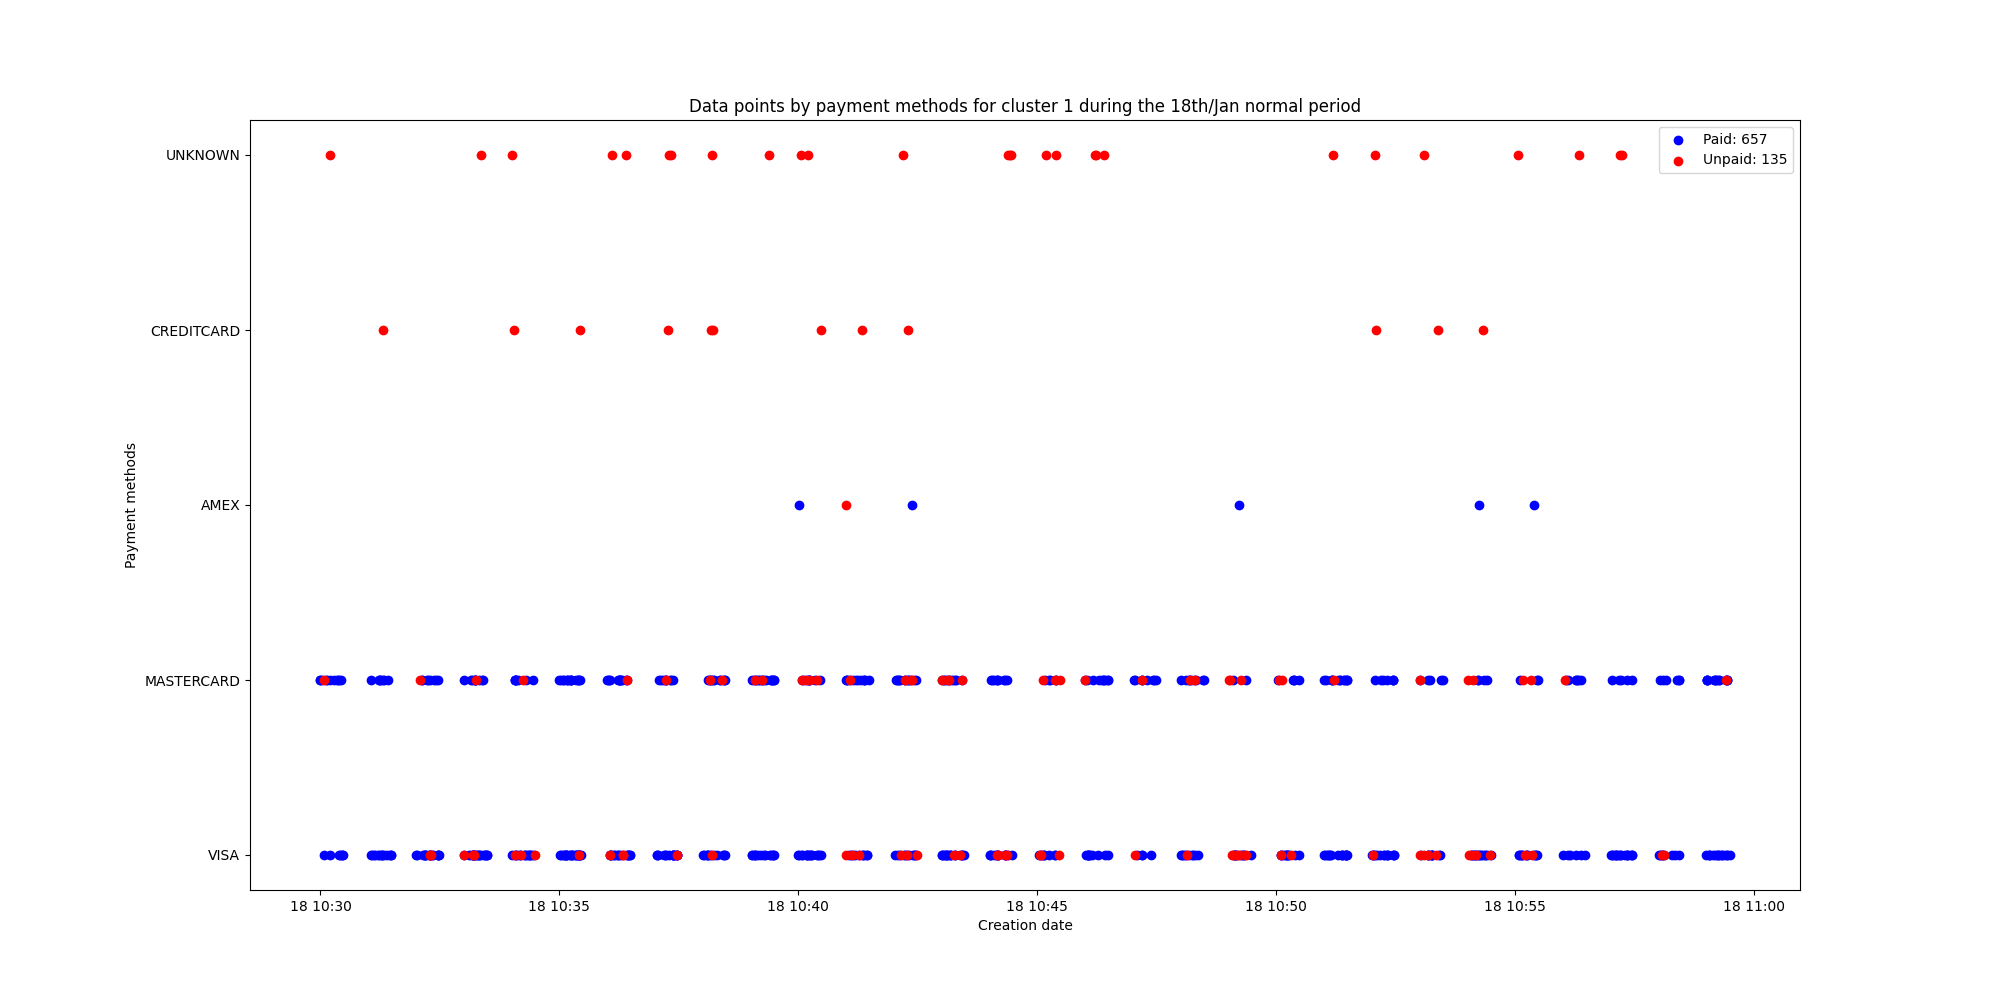 Data points by payment methods for cluster 1 during the 18th/Jan normal period
Paid: 657
Unpaid: 135
UNKNOWN
CREDITCARD
AMEX
MASTERCARD
VISA
Payment methods
18 10:30
18 10:35
18 10:40
18 10:45
18 10:50
18 10:55
18 11:00
Creation date